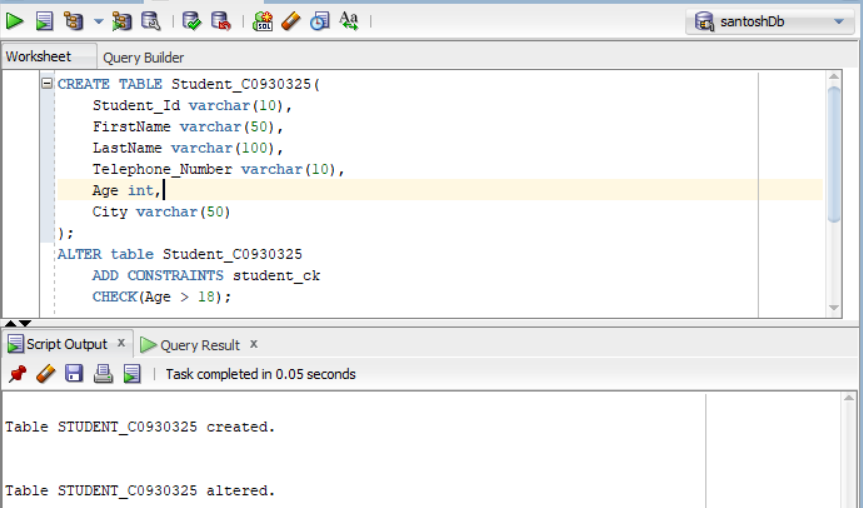 santoshDb
Worksheet Query Builder
CREATE TABLE Student_C0930325(
Student_Id varchar(10),
FirstName varchar(50),
LastName varchar(100),
Telephone_Number varchar(10),
Age int,
City varchar(50)
);
ALTER table Student_C0930325
ADD CONSTRAINTS student_ck
CHECK(Age > 18);
Script Output x Query Result x
Task completed in 0.05 seconds
Table STUDENT_C0930325 created.
Table STUDENT_C0930325 altered.